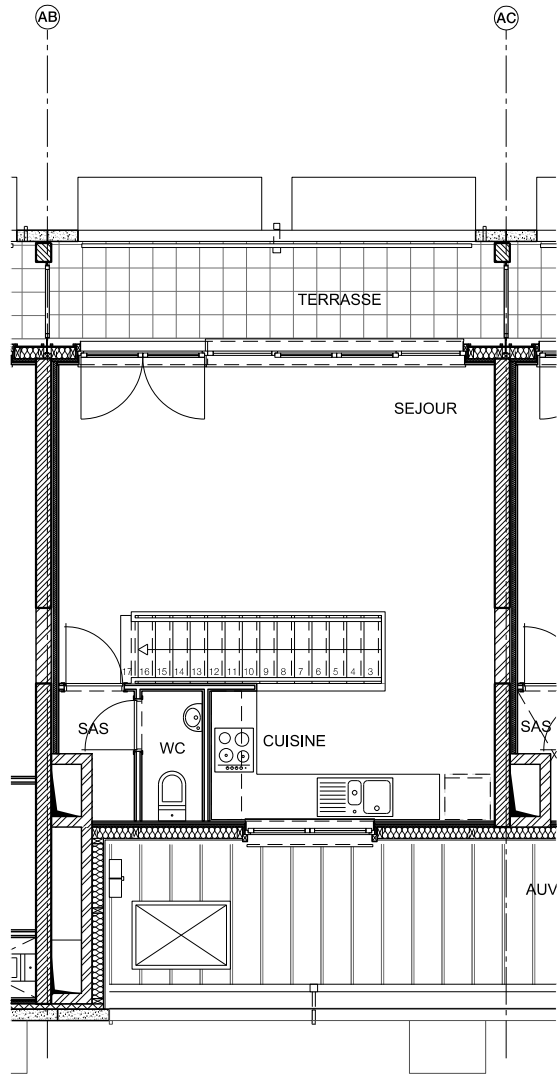 AB AC
TERRASSE
SEJOUR
17 16 15 14 13 12 11 10 9 8 7 6 5 4 3
SAS
WC
CUISINE
SAS
AUV